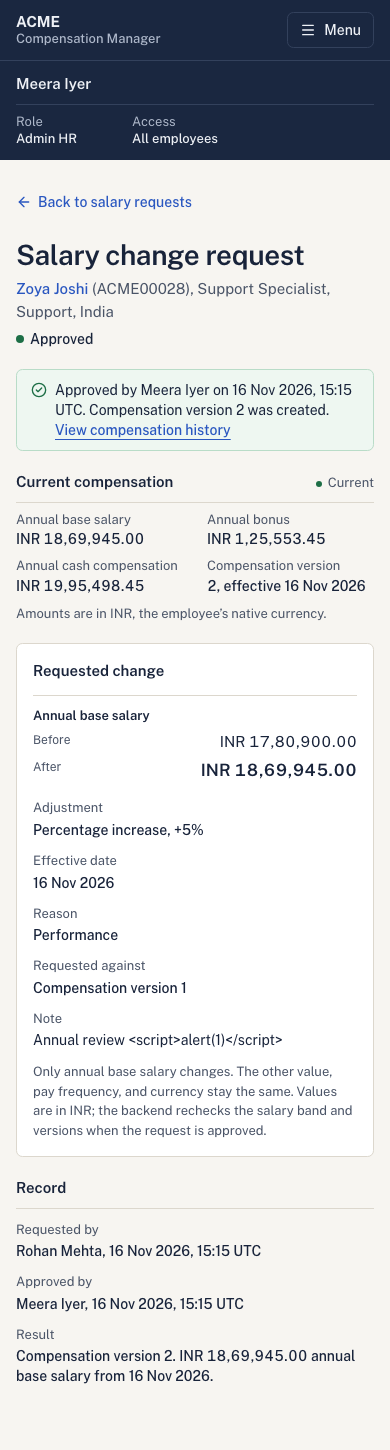 ACME
Compensation Manager
Menu
Meera Iyer
Role
Access
Admin HR
All employees
Back to salary requests
Salary change request
Zoya Joshi (ACME00028), Support Specialist,
Support, India
Approved
Approved by Meera Iyer on 16 Nov 2026, 15:15
UTC. Compensation version 2 was created.
View compensation history
Current compensation
Current
Annual base salary
Annual bonus
INR 18,69,945.00
INR 1,25,553.45
Annual cash compensation
Compensation version
INR 19,95,498.45
2, effective 16 Nov 2026
Amounts are in INR, the employee's native currency.
Requested change
Annual base salary
Before
INR 17,80,900.00
After
INR 18,69,945.00
Adjustment
Percentage increase, +5%
Effective date
16 Nov 2026
Reason
Performance
Requested against
Compensation version 1
Note
Annual review <script>alert(1)</script>
Only annual base salary changes. The other value,
pay frequency, and currency stay the same. Values
are in INR; the backend rechecks the salary band and
versions when the request is approved.
Record
Requested by
Rohan Mehta, 16 Nov 2026, 15:15 UTC
Approved by
Meera Iyer, 16 Nov 2026, 15:15 UTC
Result
Compensation version 2. INR 18,69,945.00 annual
base salary from 16 Nov 2026.